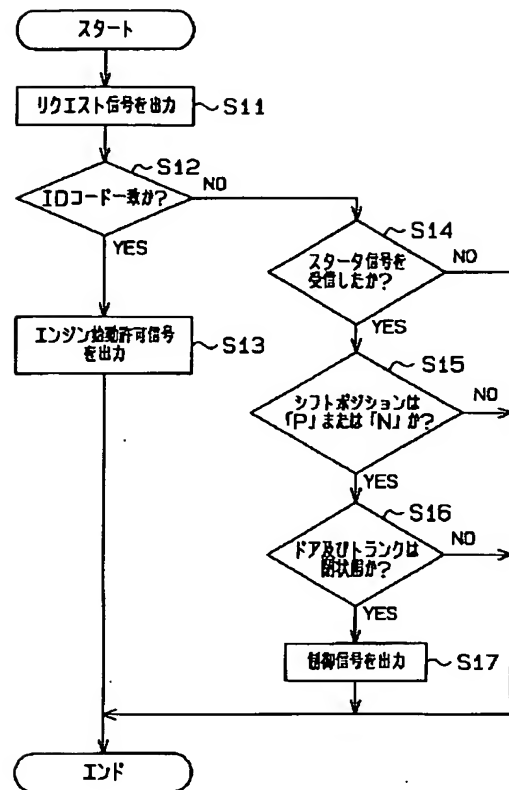 スタート
リクエスト信号を出力
S11
S12
IDコード一致か?
NO
YES
S14
スタータ信号を
受信したか?
NO
YES
エンジン始動許可信号
を出力
S13
S15
シフトポジションは
「P」または「N」か?
NO
YES
S16
ドア及びトランクは
閉状態か?
NO
YES
制御信号を出力
S17
エンド